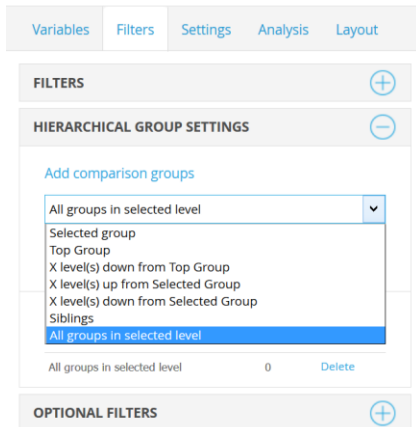 Variables Filters Settings Analysis Layout
FILTERS
HIERARCHICAL GROUP SETTINGS
Add comparison groups
All groups in selected level
Selected group
Top Group
X level(s) down from Top Group
X level(s) up from Selected Group
X level(s) down from Selected Group
Siblings
All groups in selected level
All groups in selected level 0 Delete
OPTIONAL FILTERS